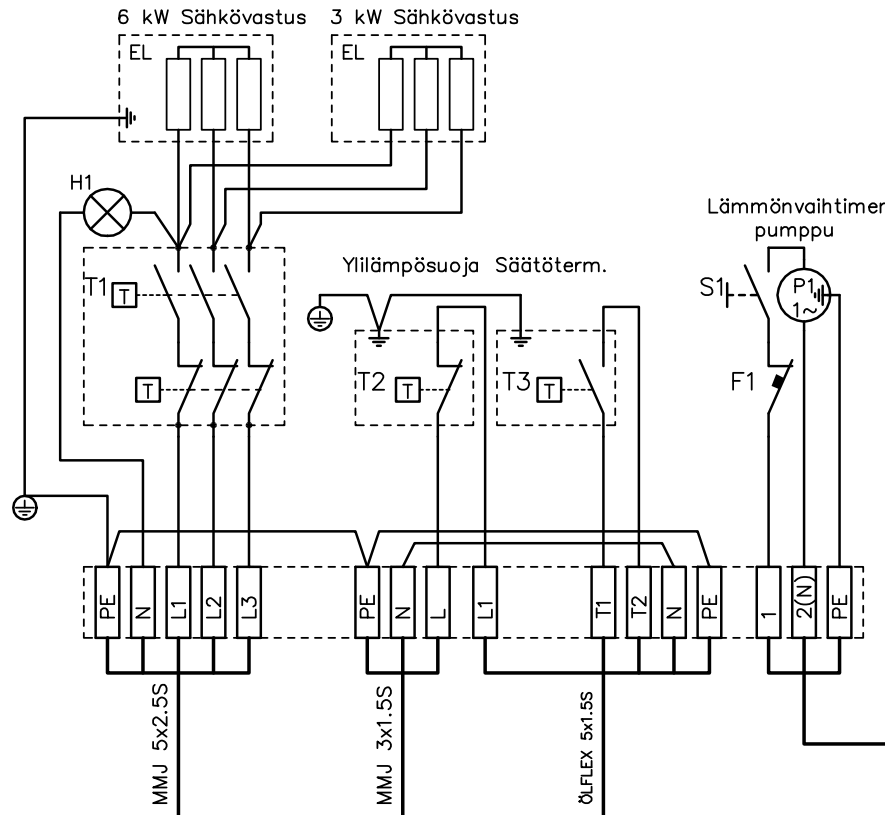 6 kW Sähkövastus
3 kW Sähkövastus
EL
EL
H1
Lämmönvaihtimen
pumppu
Ylilämpösuoja Säätöterm.
T1
T
S1
P1
1~
T
T2
T
T3
T
F1
PE
N
L1
L2
L3
PE
N
L
L1
T1
T2
N
PE
1
2(N)
PE
MMJ 5x2.5S
MMJ 3x1.5S
ÖLFLEX 5x1.5S